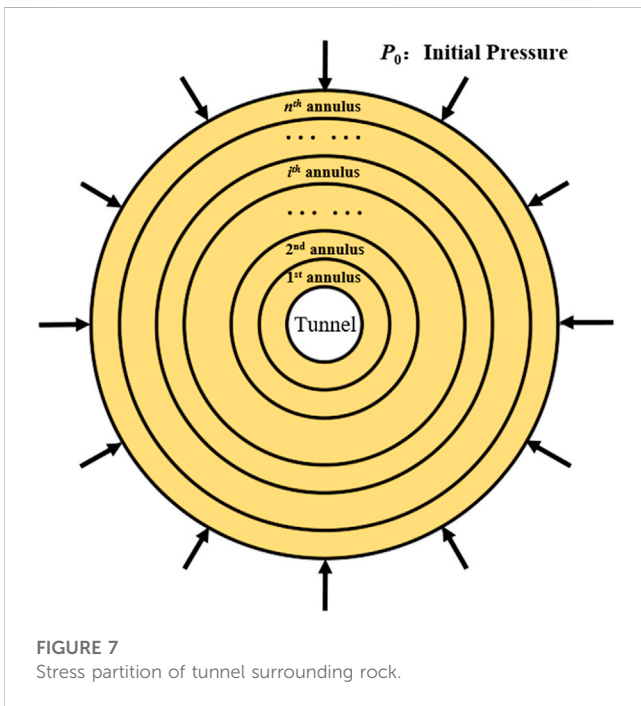 P₀: Initial Pressure
nᵗʰ annulus
... ...
iᵗʰ annulus
... ...
2ⁿᵈ annulus
1ˢᵗ annulus
Tunnel
FIGURE 7
Stress partition of tunnel surrounding rock.